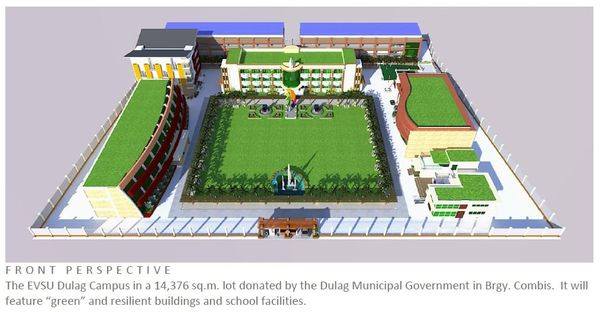 FRONT PERSPECTIVE
The EVSU Dulag Campus in a 14,376 sq.m. lot donated by the Dulag Municipal Government in Brgy. Combis. It will
feature “green” and resilient buildings and school facilities.